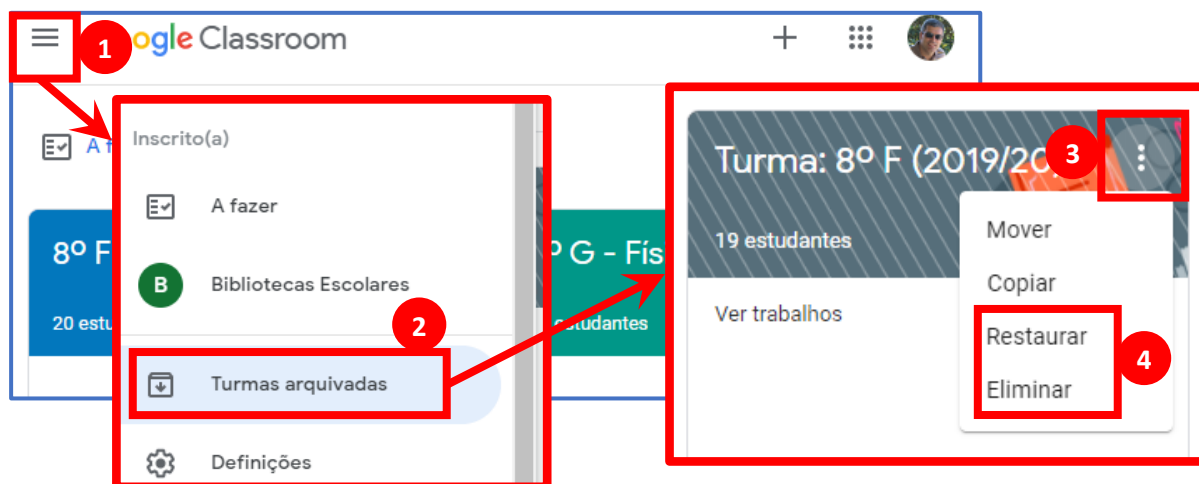 1
ogle Classroom
A f
Inscrito(a)
A fazer
B
Bibliotecas Escolares
2
Turmas arquivadas
Definições
8º F
20 estu
º G - Fís
estudantes
Turma: 8º F (2019/20
3
19 estudantes
Ver trabalhos
Mover
Copiar
Restaurar
Eliminar
4